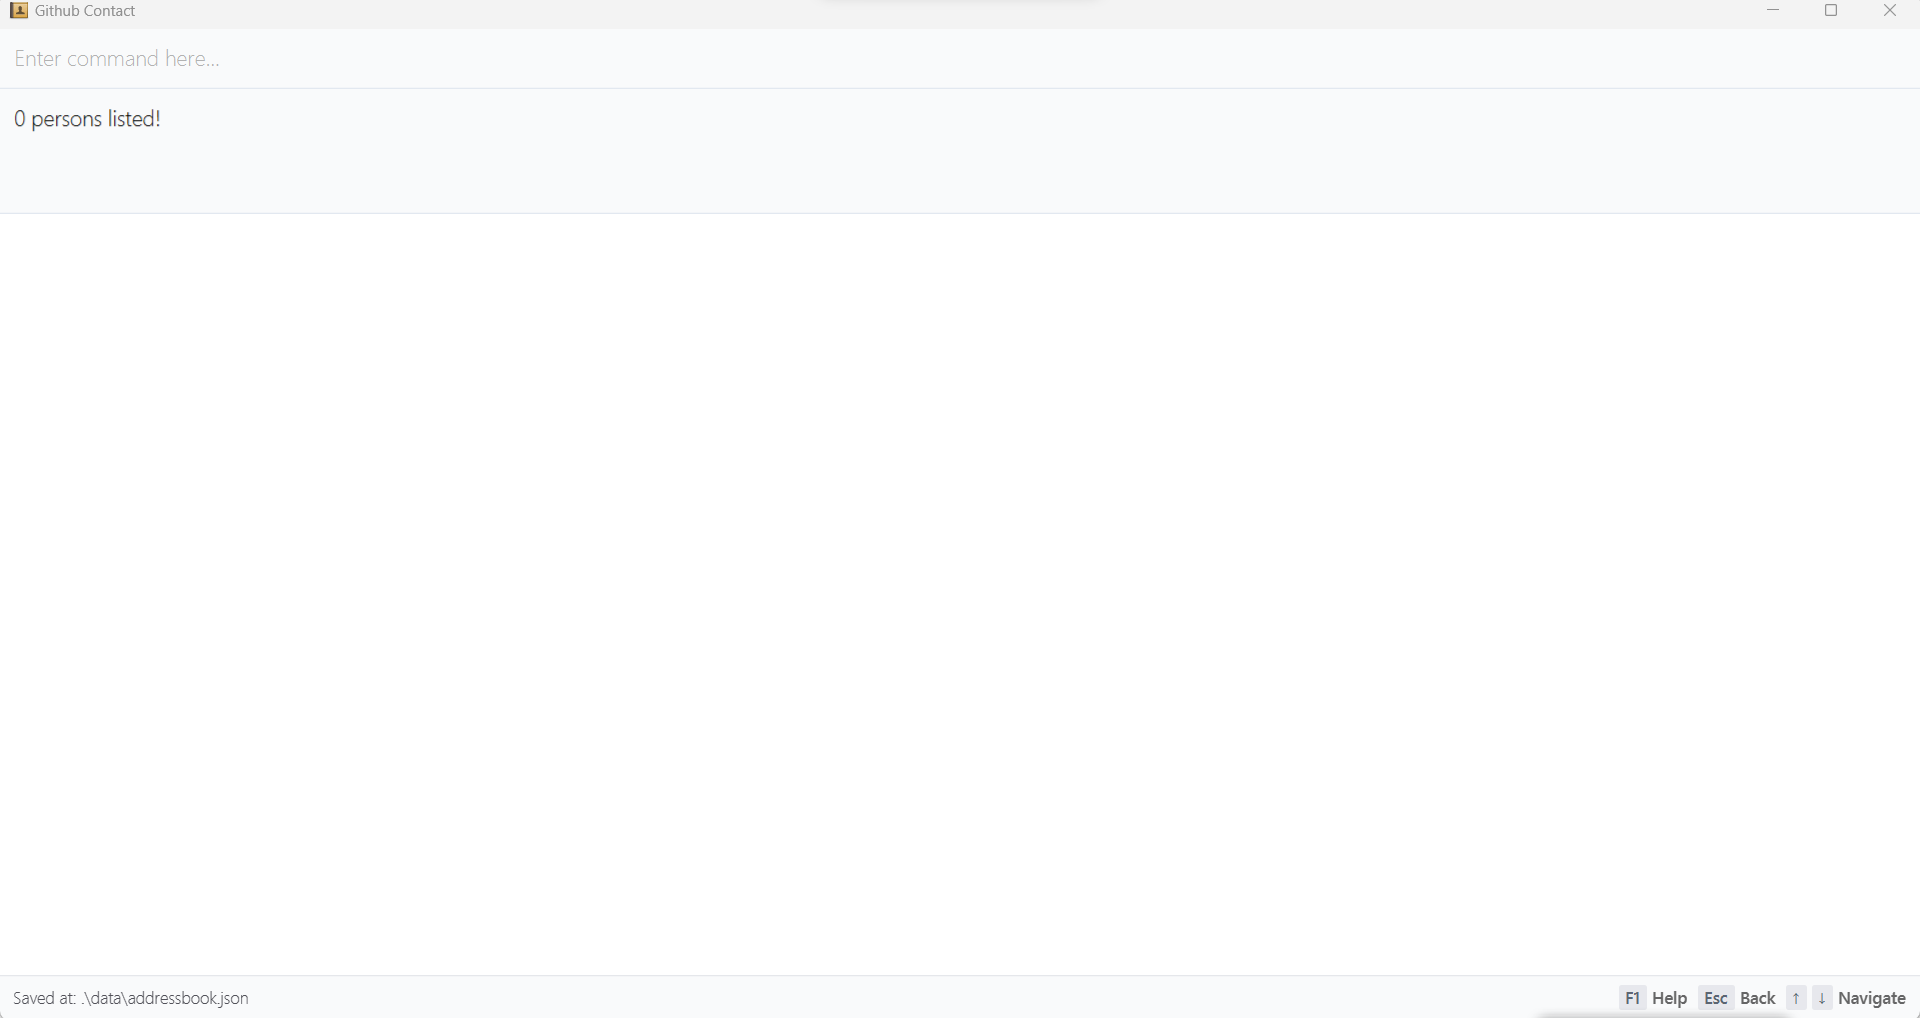 Github Contact
Enter command here...
0 persons listed!
Saved at: .\data\addressbook.json
F1 Help Esc Back ↑ ↓ Navigate